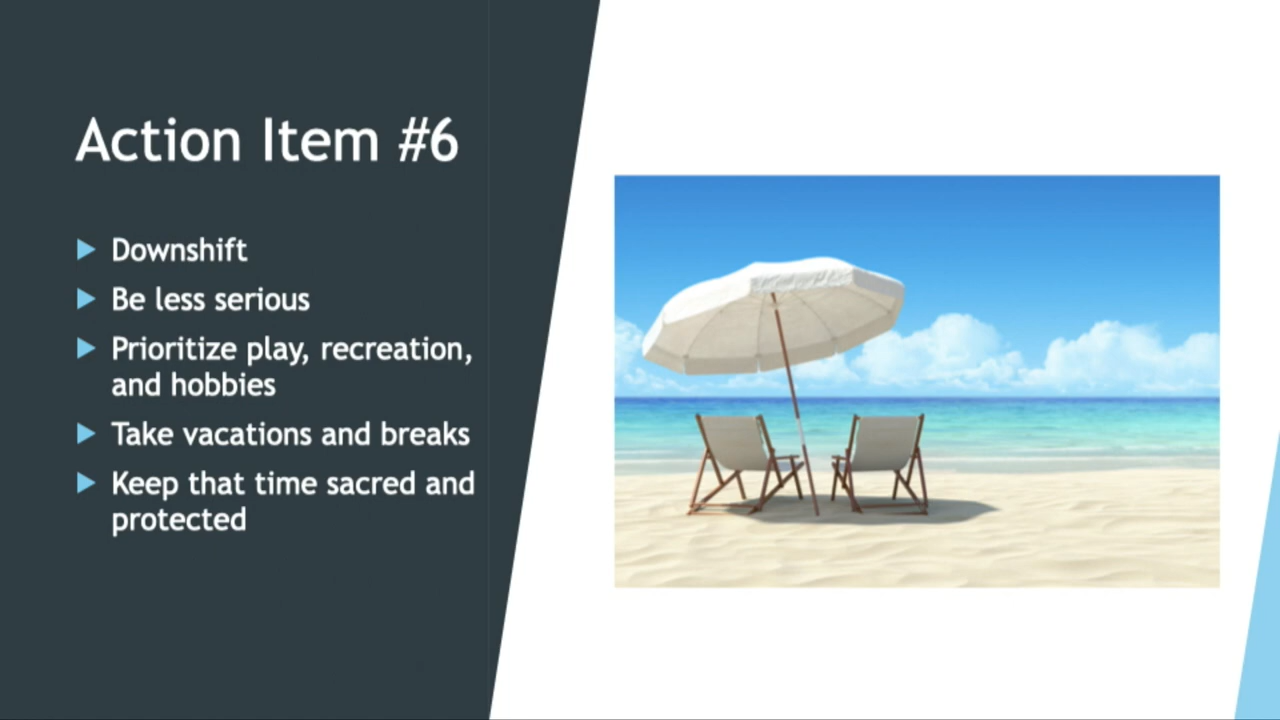 Action Item #6
Downshift
Be less serious
Prioritize play, recreation,
and hobbies
Take vacations and breaks
Keep that time sacred and
protected